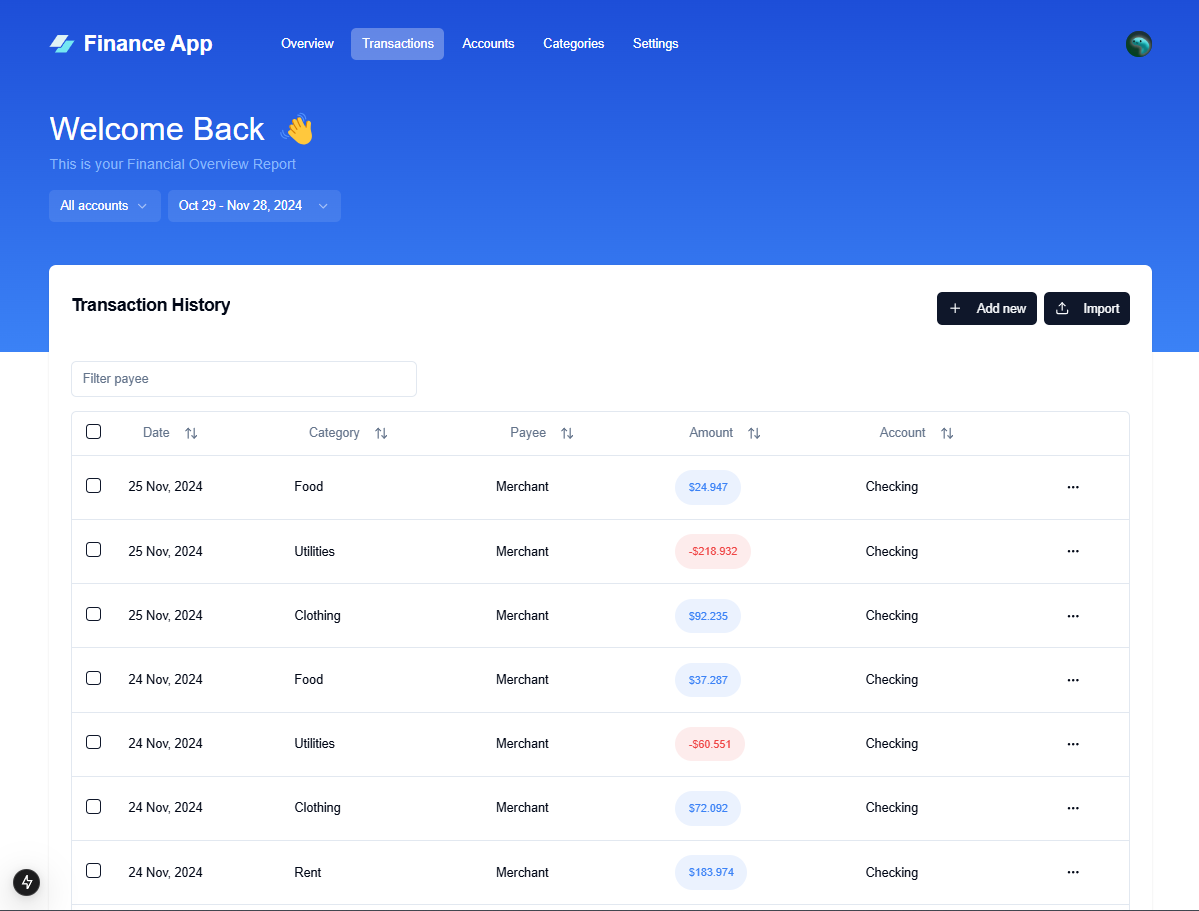 Finance App Overview Transactions Accounts Categories Settings
Welcome Back 👋
This is your Financial Overview Report
All accounts Oct 29 - Nov 28, 2024
Transaction History Add new Import
Filter payee
Date Category Payee Amount Account
25 Nov, 2024 Food Merchant $24.947 Checking ...
25 Nov, 2024 Utilities Merchant -$218.932 Checking ...
25 Nov, 2024 Clothing Merchant $92.235 Checking ...
24 Nov, 2024 Food Merchant $37.287 Checking ...
24 Nov, 2024 Utilities Merchant -$60.551 Checking ...
24 Nov, 2024 Clothing Merchant $72.092 Checking ...
24 Nov, 2024 Rent Merchant $183.974 Checking ...